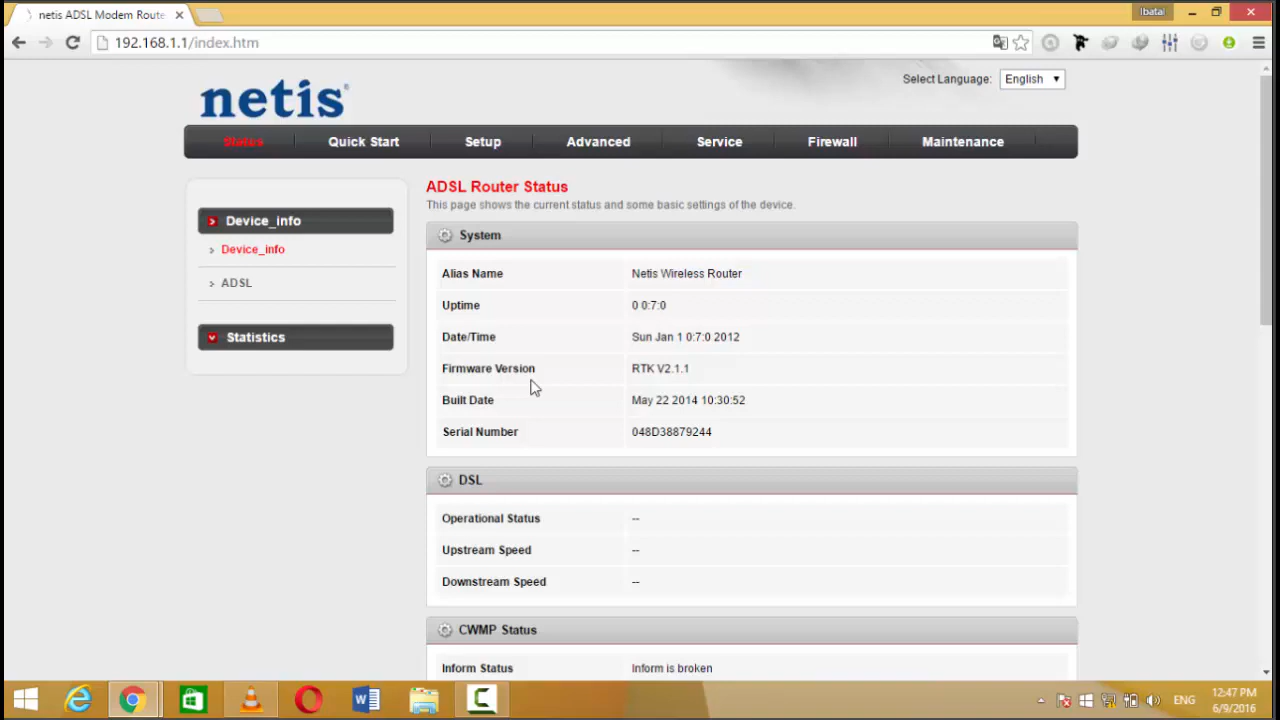 netis ADSL Modem Route
Ibatal
192.168.1.1/index.htm
Select Language: English
netis®
Status Quick Start Setup Advanced Service Firewall Maintenance
Device_info
Device_info
ADSL
Statistics
ADSL Router Status
This page shows the current status and some basic settings of the device.
System
Alias Name Netis Wireless Router
Uptime 0 0:7:0
Date/Time Sun Jan 1 0:7:0 2012
Firmware Version RTK V2.1.1
Built Date May 22 2014 10:30:52
Serial Number 048D38879244
DSL
Operational Status --
Upstream Speed --
Downstream Speed --
CWMP Status
Inform Status Inform is broken
ENG
12:47 PM
6/9/2016